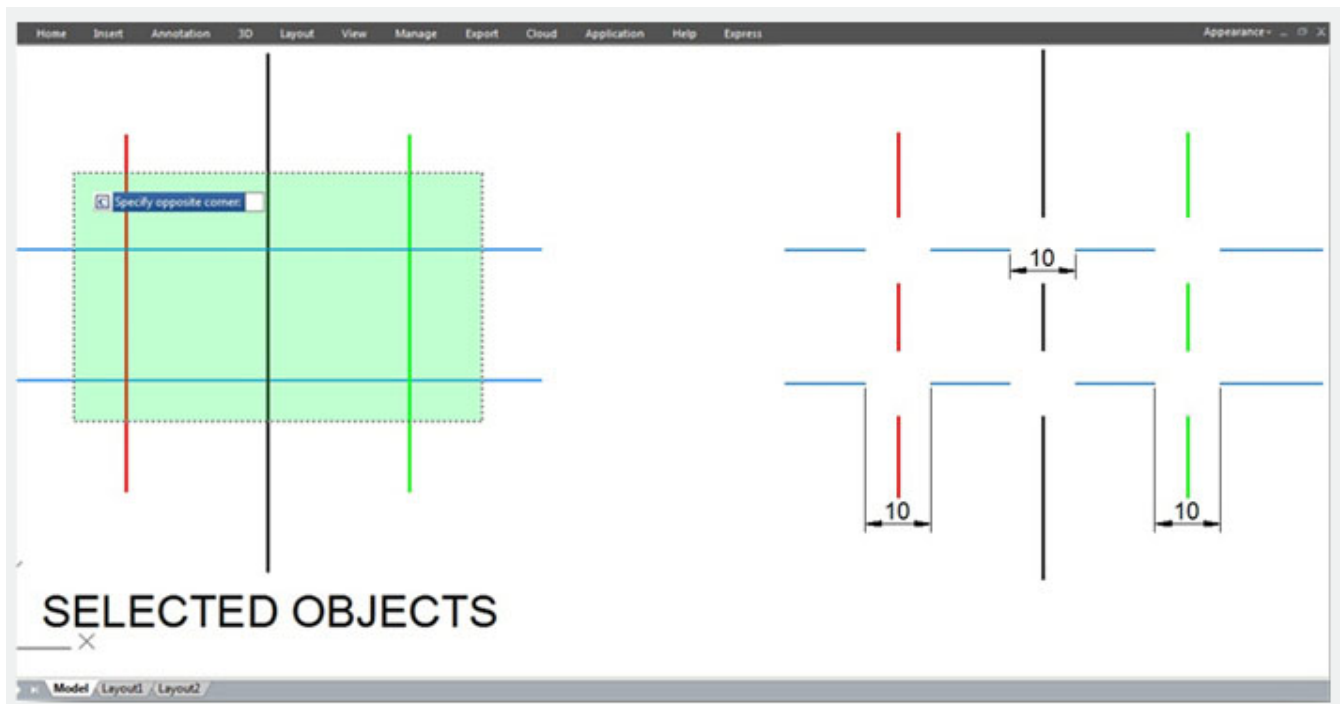 Home Insert Annotation 3D Layout View Manage Export Cloud Application Help Express Appearance
Specify opposite corner:
10
10
10
SELECTED OBJECTS
Model Layout1 Layout2